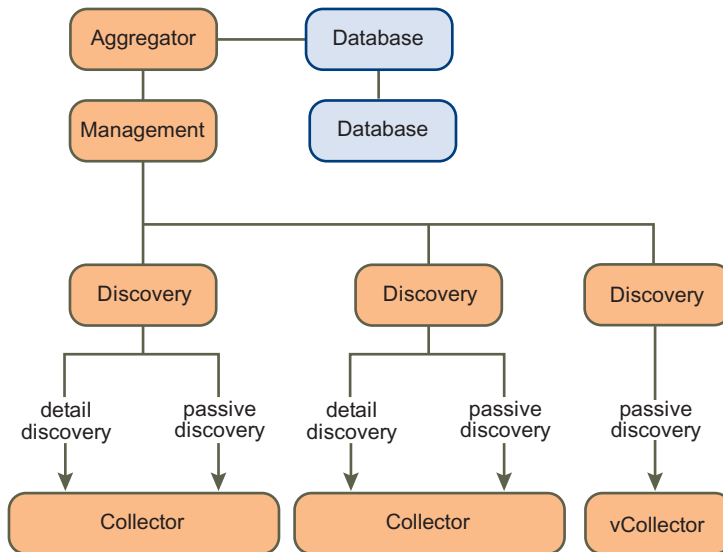 Aggregator
Database
Management
Database
Discovery
Discovery
Discovery
detail
discovery
passive
discovery
detail
discovery
passive
discovery
passive
discovery
Collector
Collector
vCollector